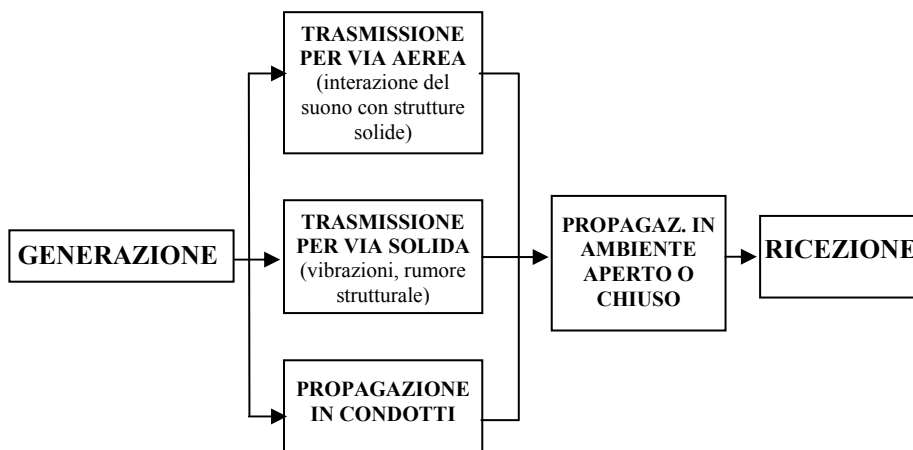 GENERAZIONE
TRASMISSIONE
PER VIA AEREA
(interazione del
suono con strutture
solide)
TRASMISSIONE
PER VIA SOLIDA
(vibrazioni, rumore
strutturale)
PROPAGAZIONE
IN CONDOTTI
PROPAGAZ. IN
AMBIENTE
APERTO O
CHIUSO
RICEZIONE